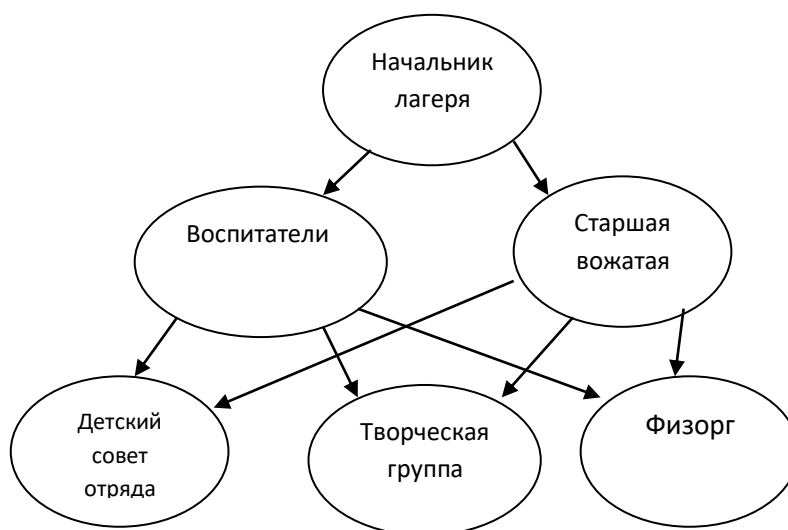 Начальник
лагеря
Воспитатели
Старшая
вожатая
Детский
совет
отряда
Творческая
группа
Физорг